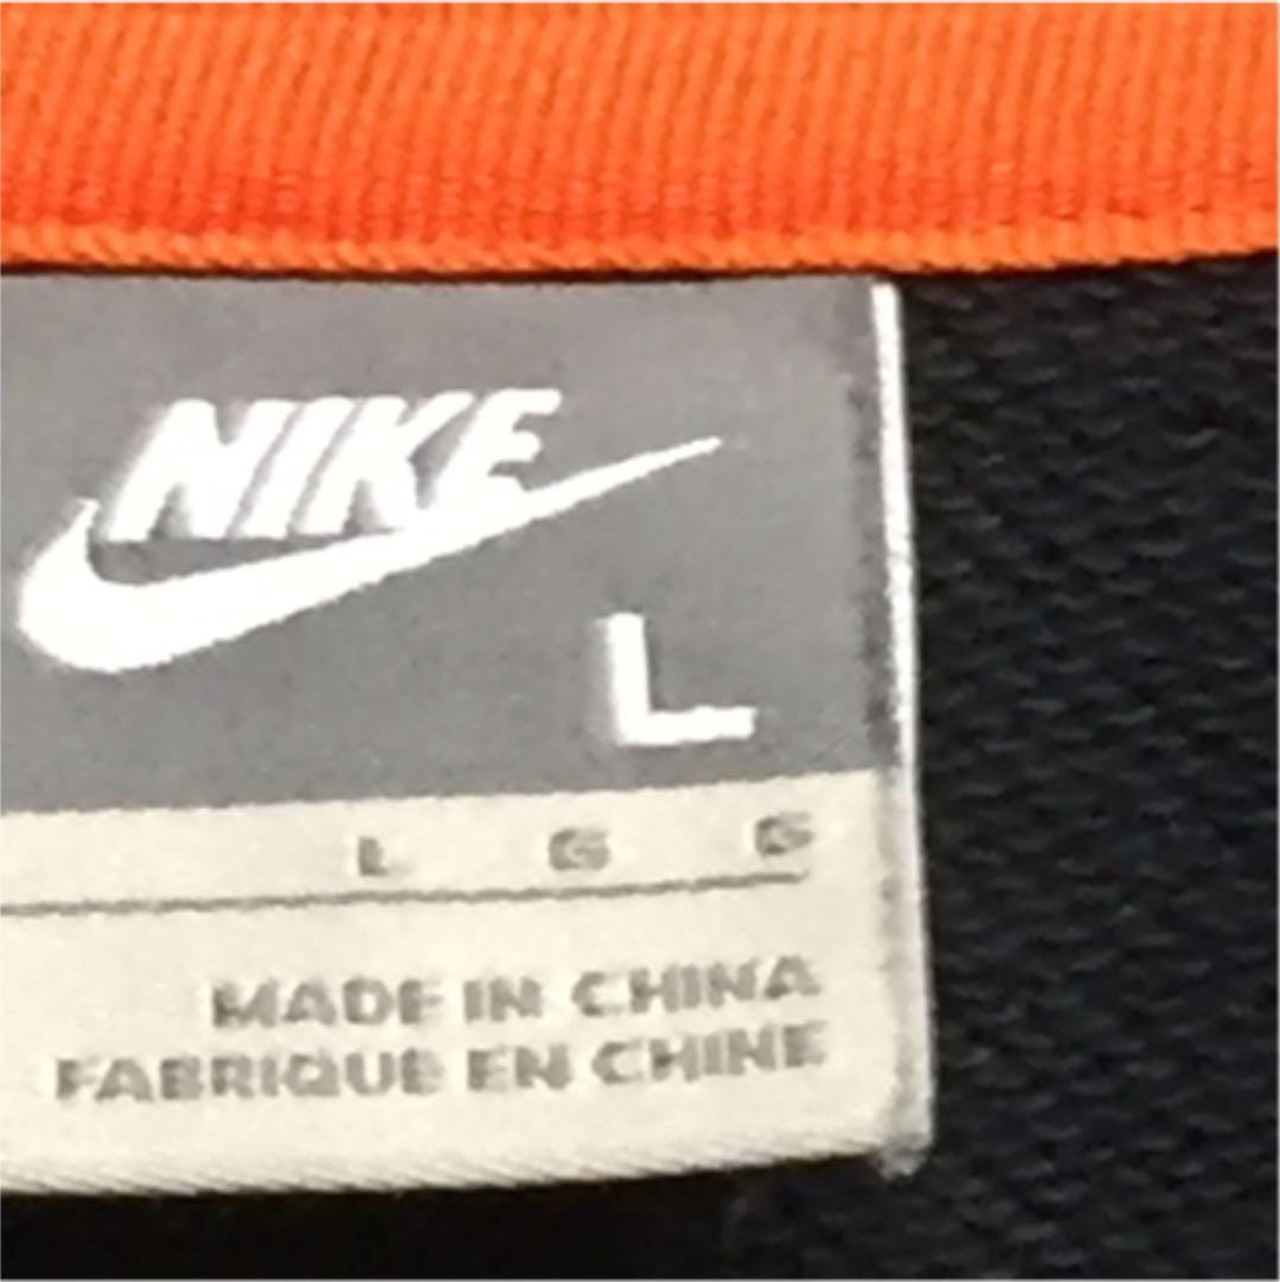 NIKE
L
L G G
MADE IN CHINA
FABRIQUE EN CHINE